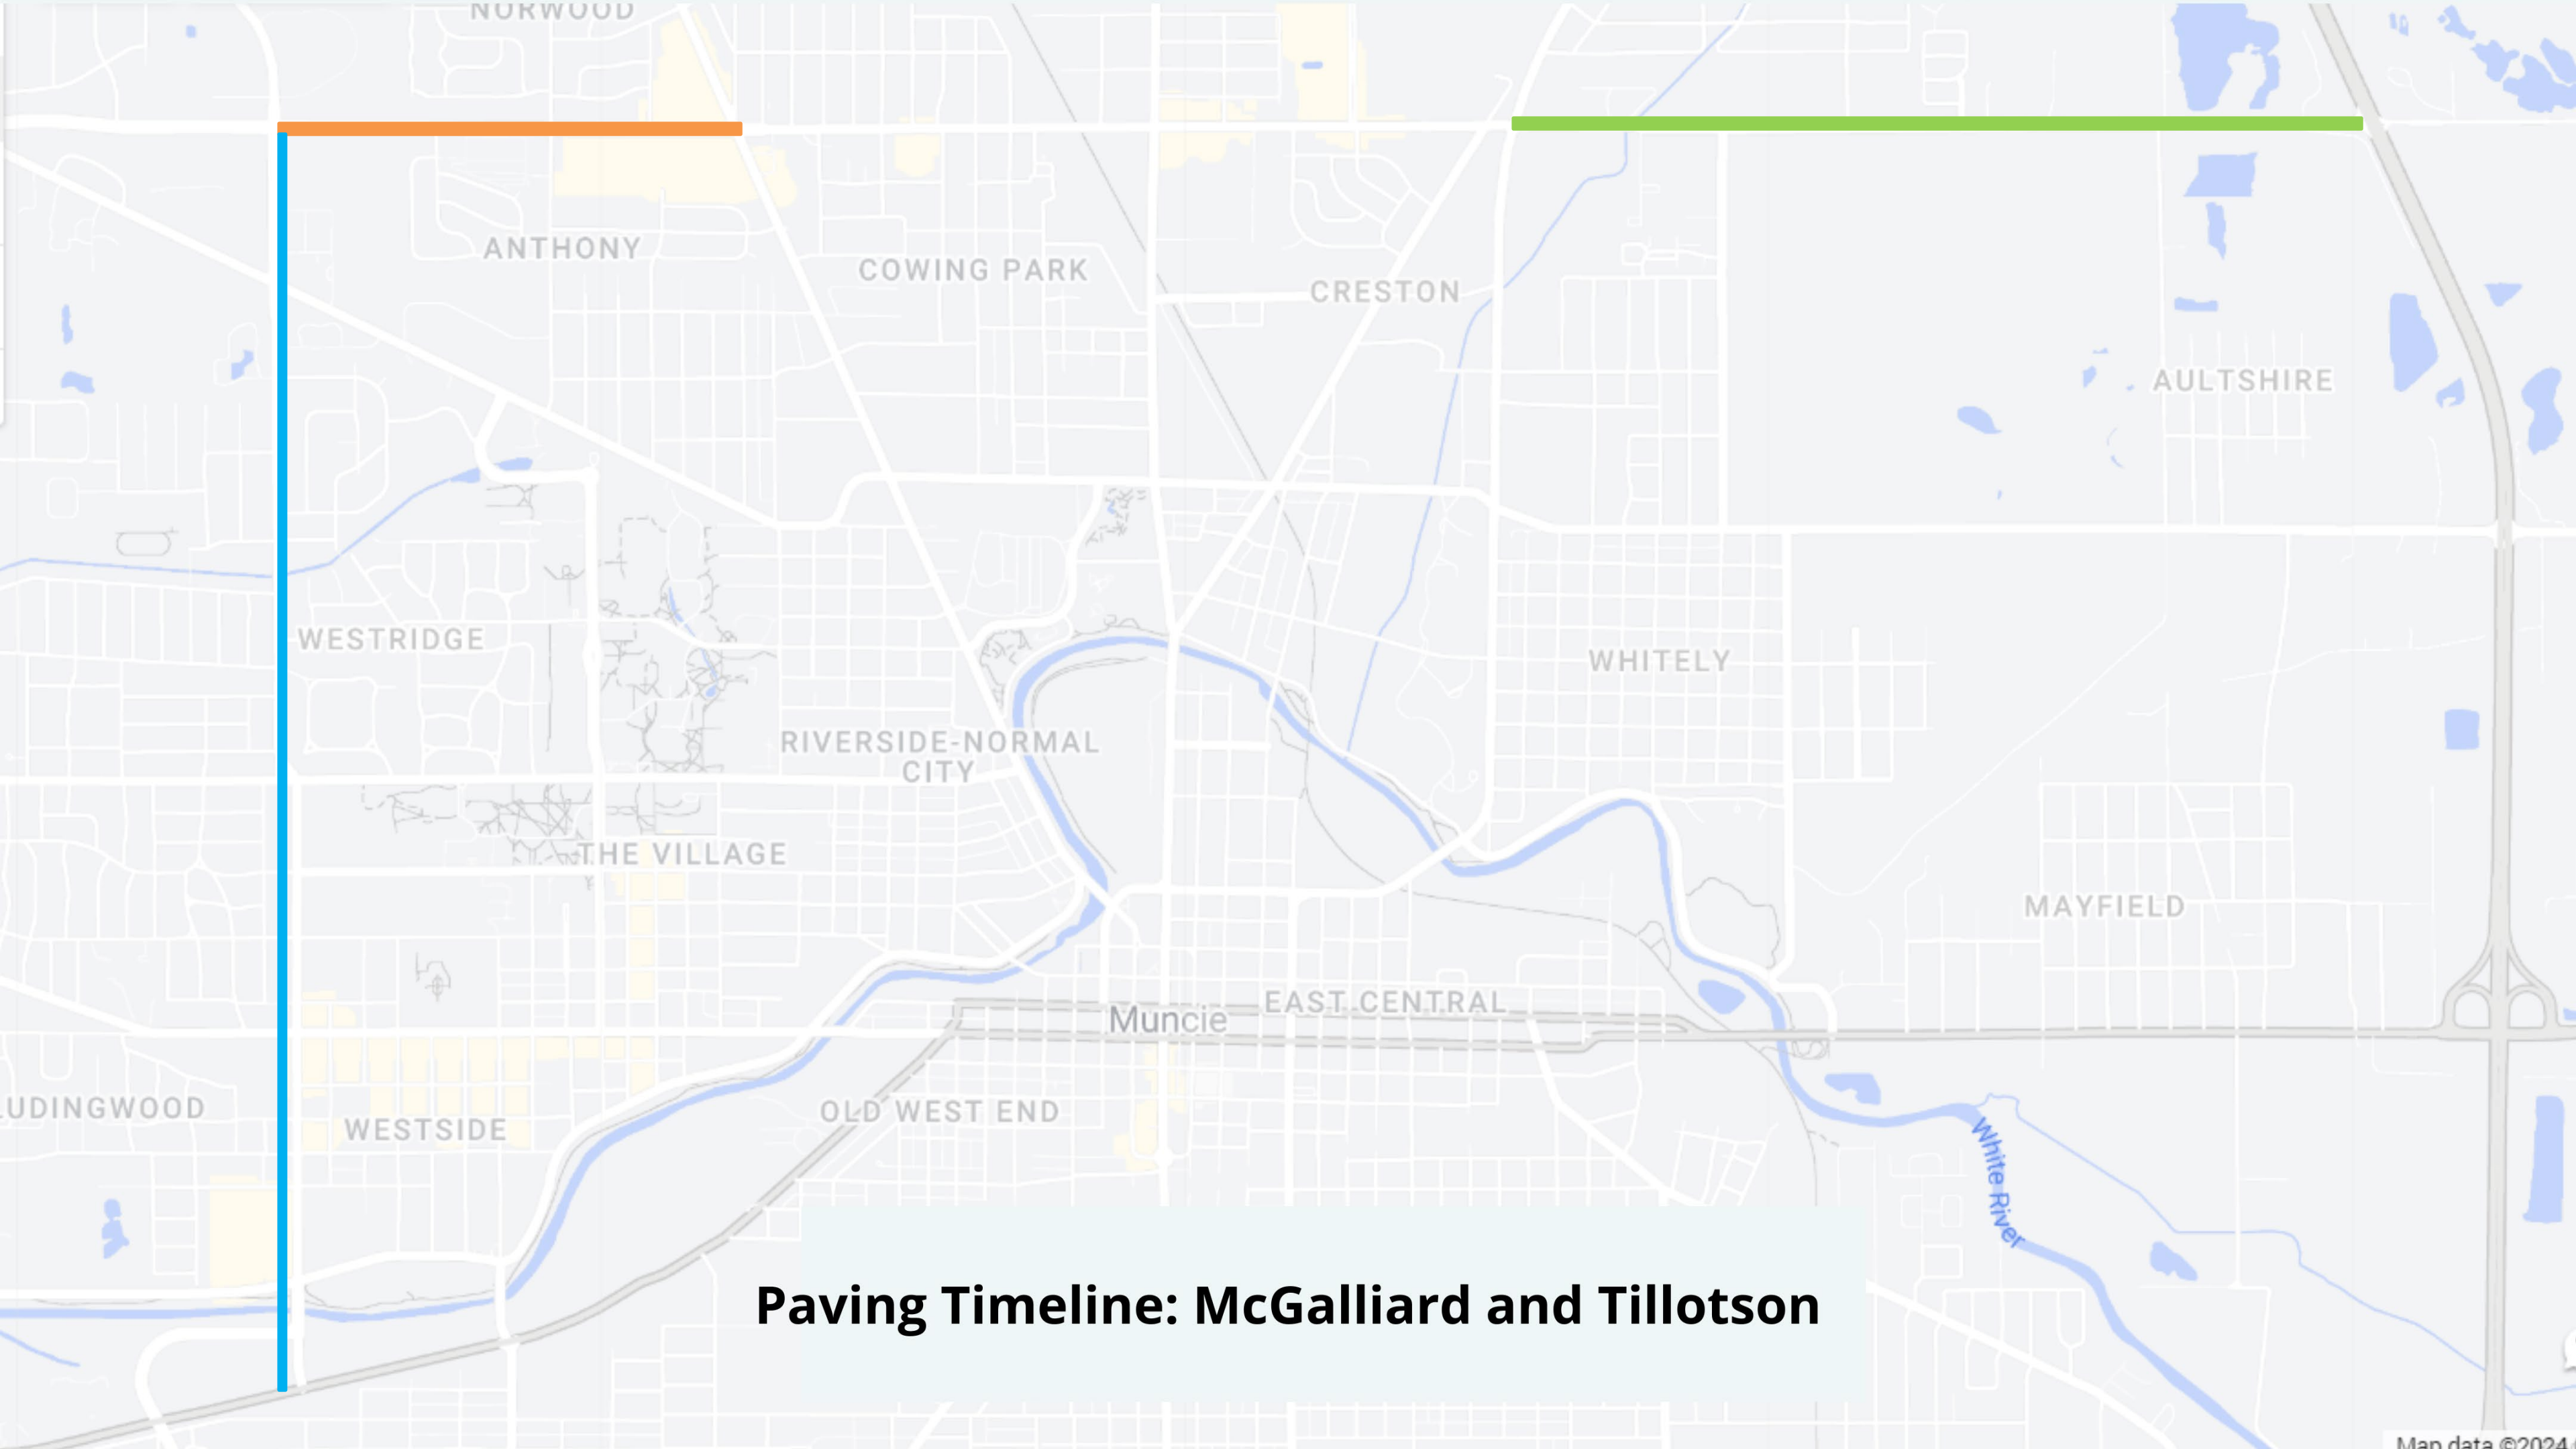 NORWOOD
ANTHONY
COWING PARK
CRESTON
AULTSHIRE
WESTRIDGE
WHITELY
RIVERSIDE-NORMAL
CITY
THE VILLAGE
MAYFIELD
EAST CENTRAL
Muncie
LUDINGWOOD
WESTSIDE
OLD WEST END
White River
Paving Timeline: McGalliard and Tillotson
Map data ©2024